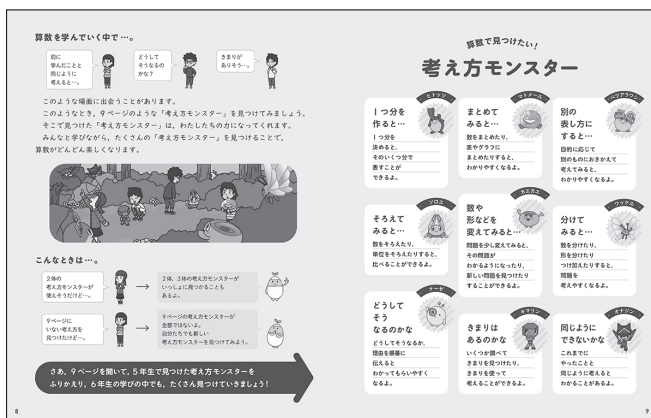 算数を学んでいく中で…。
前に
学んだことと
同じように
考えると…。
どうして
そうなるの
かな？
きまりが
ありそう…。
このような場面に出会うことがあります。
このようなとき，9ページのような「考え方モンスター」を見つけてみましょう。
そこで見つけた「考え方モンスター」は，わたしたちの力になってくれます。
みんなと学びながら，たくさんの「考え方モンスター」を見つけることで，
算数がどんどん楽しくなります。
こんなときは…。
2体の
考え方モンスターが
使えそうだけど…。
2体，3体の考え方モンスターが
いっしょに見つかることも
あるよ。
9ページに
いない考え方を
見つけたけど…。
9ページの考え方モンスターが
全部ではないよ。
自分たちでも新しい
考え方モンスターを見つけてみよう。
さあ，9ページを開いて，5年生で見つけた考え方モンスターを
ふりかえり，6年生の学びの中でも，たくさん見つけていきましょう！
8
算数で見つけたい！
考え方モンスター
ヒトツ
1つ分を
作ると…
1つ分を
決めると，
そのいくつ分で
表すことが
できるよ。
マトメール
まとめて
みると…
数をまとめたり，
表やグラフに
まとめたりすると，
わかりやすくなるよ。
ベツアラワン
別の
表し方に
すると…
目的に応じて
別のものにおきかえて
考えてみると，
わかりやすくなるよ。
ソロエ
そろえて
みると…
数をそろえたり，
単位をそろえたりすると，
比べることができるよ。
カエカエ
数や
形などを
変えてみると…
問題を少し変えてみると，
その問題が
わかるようになったり，
新しい問題を見つけたり
することができるよ。
ワッケル
分けて
みると…
数を分けたり，
形を分けたり
つけ加えたりすると，
問題を
考えやすくなるよ。
ナーゼ
どうして
そう
なるのかな
どうしてそうなるか，
理由を順番に
伝えると
わかってもらいやすく
なるよ。
キマリン
きまりは
あるのかな
いくつか調べて
きまりを見つけたり，
きまりを使って
考えることができるよ。
オナジン
同じように
できないかな
これまでに
やったことと
同じように考えると
わかることがあるよ。
9